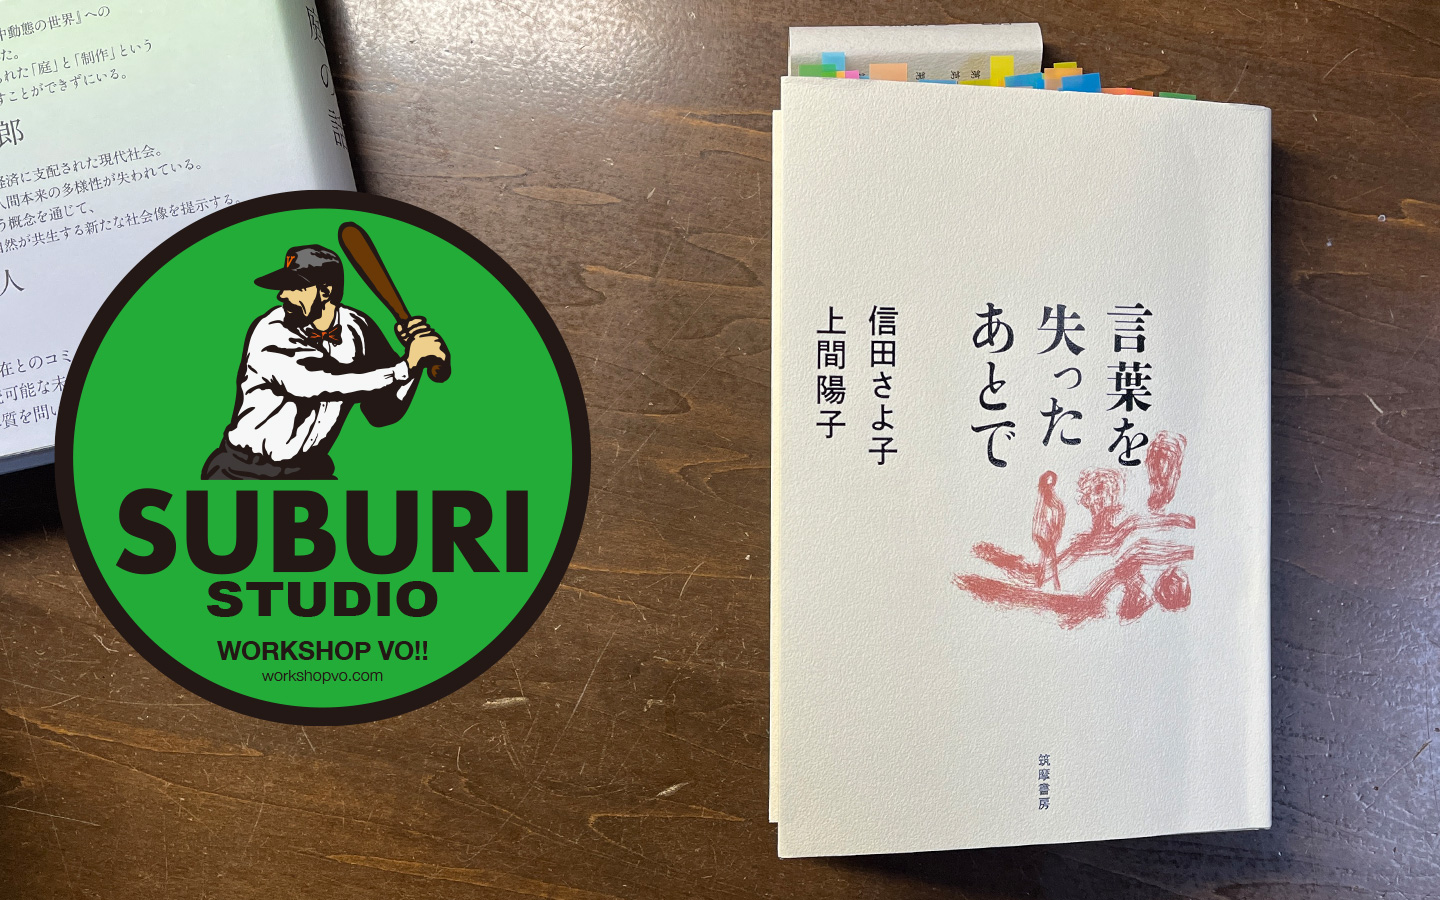 中動態の世界』への
た。
られた「庭」と「制作」という
すことができずにいる。
郎
経済に支配された現代社会。
人間本来の多様性が失われている。
う概念を通じて、
自然が共生する新たな社会像を提示する。
人
在とのコミ
可能な未
質を問い
庭の話
V
SUBURI
STUDIO
WORKSHOP VO!!
workshopvo.com
言葉を
失った
あとで
信田さよ子
上間陽子
筑摩書房